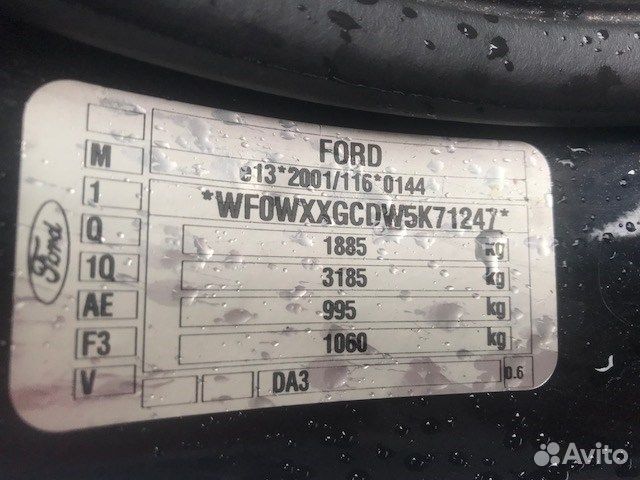 FORD
e13*2001/116*0144
*WF0WXXGCDW5K71247*
M
1
Q
1Q
AE
F3
V
1885 kg
3185 kg
995 kg
1060 kg
DA3
0.6
Ford
Avito